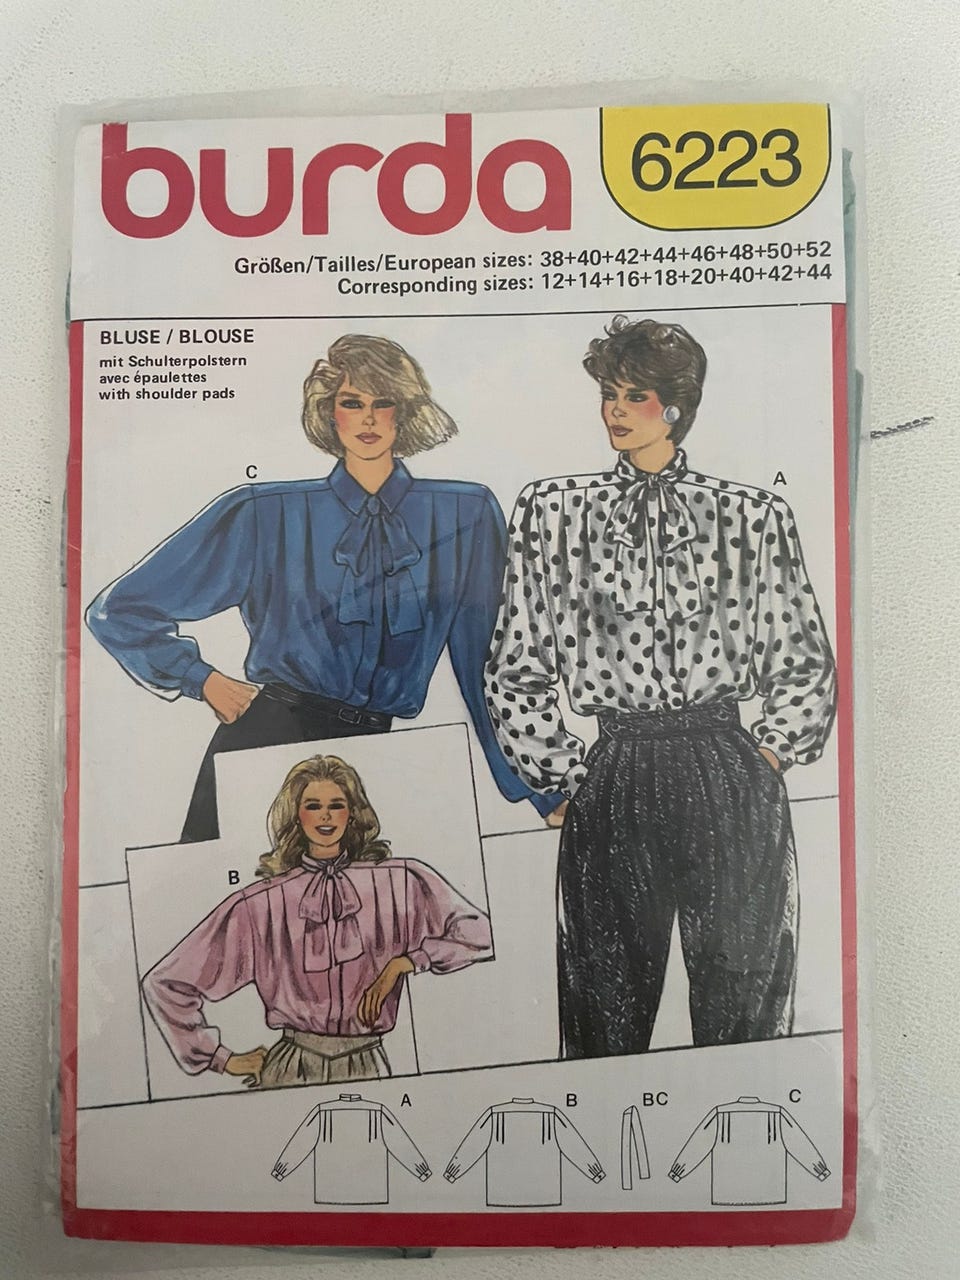 burda
6223
Größen/Tailles/European sizes: 38+40+42+44+46+48+50+52
Corresponding sizes: 12+14+16+18+20+40+42+44
BLUSE / BLOUSE
mit Schulterpolstern
avec épaulettes
with shoulder pads
C
A
B
A
B
BC
C